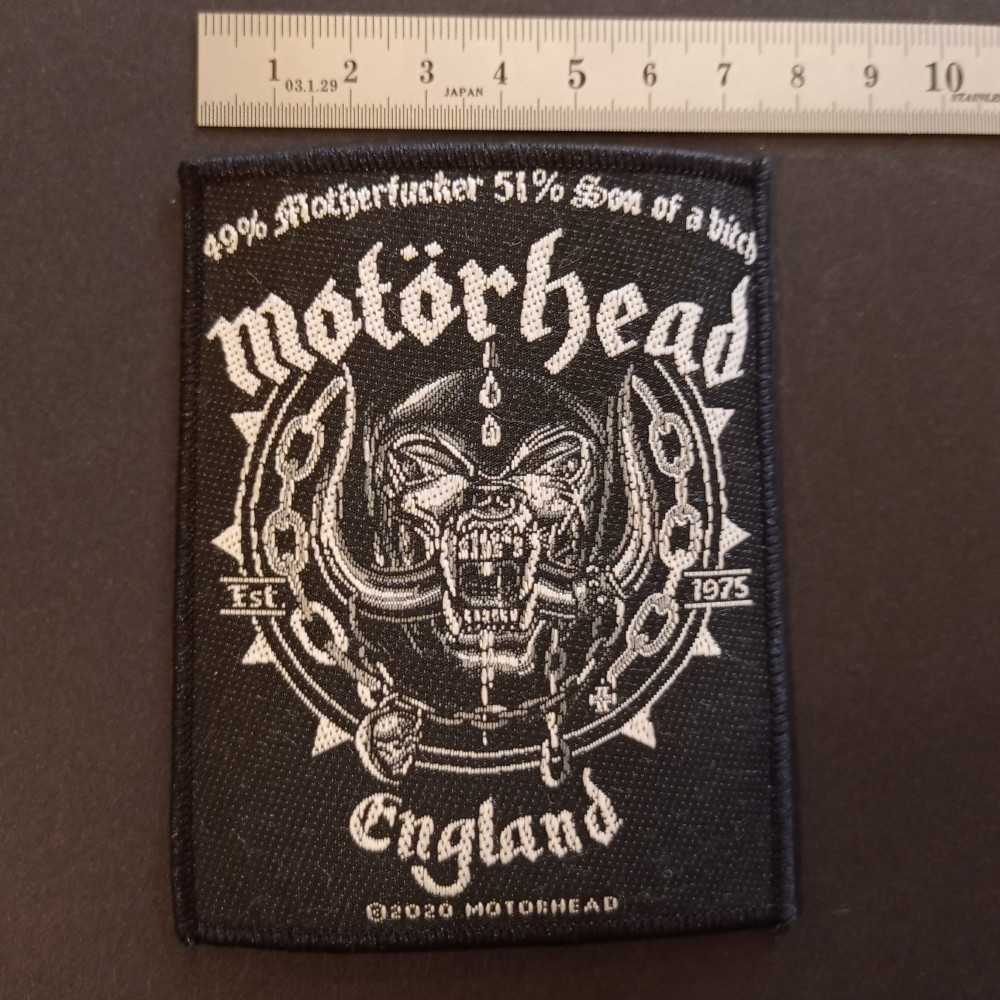 1 2 3 4 5 6 7 8 9 10
03.1.29 JAPAN
49% Motherfucker 51% Son of a bitch
motörhead
Est. 1975
England
©2020 MOTORHEAD